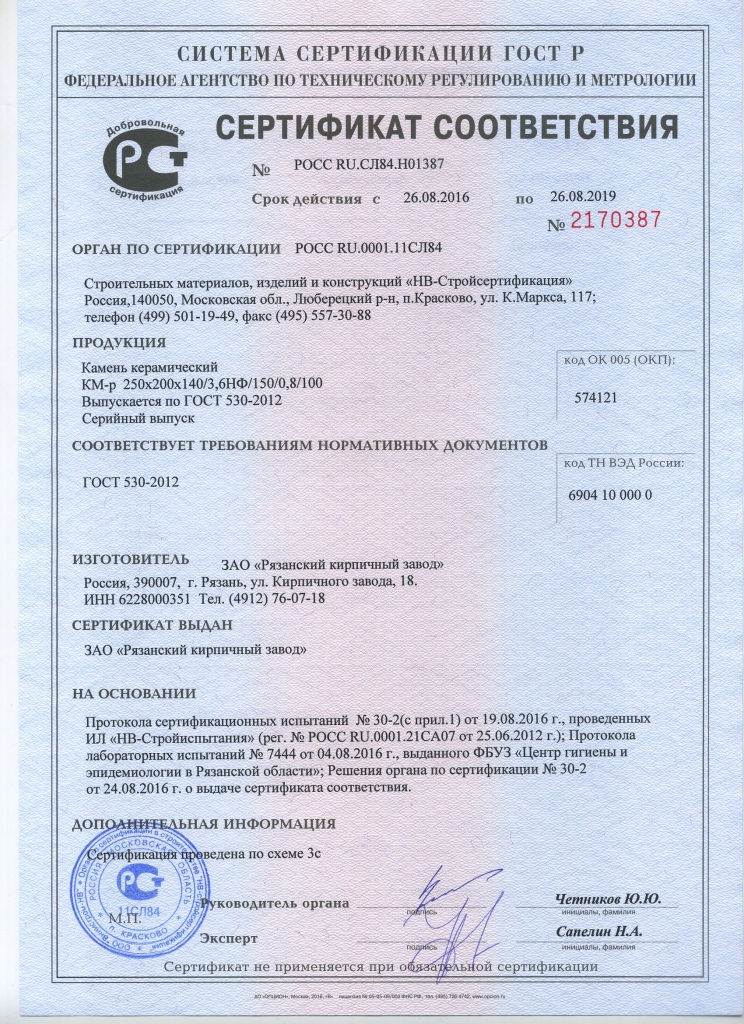 СИСТЕМА СЕРТИФИКАЦИИ ГОСТ Р
ФЕДЕРАЛЬНОЕ АГЕНТСТВО ПО ТЕХНИЧЕСКОМУ РЕГУЛИРОВАНИЮ И МЕТРОЛОГИИ
Добровольная
РСТ
сертификация
СЕРТИФИКАТ СООТВЕТСТВИЯ
№ РОСС RU.СЛ84.Н01387
Срок действия с 26.08.2016 по 26.08.2019
№ 2170387
ОРГАН ПО СЕРТИФИКАЦИИ РОСС RU.0001.11СЛ84
Строительных материалов, изделий и конструкций «НВ-Стройсертификация»
Россия,140050, Московская обл., Люберецкий р-н, п.Красково, ул. К.Маркса, 117;
телефон (499) 501-19-49, факс (495) 557-30-88
ПРОДУКЦИЯ
Камень керамический
КМ-р 250х200х140/3,6НФ/150/0,8/100
Выпускается по ГОСТ 530-2012
Серийный выпуск
код ОК 005 (ОКП):
574121
СООТВЕТСТВУЕТ ТРЕБОВАНИЯМ НОРМАТИВНЫХ ДОКУМЕНТОВ
ГОСТ 530-2012
код ТН ВЭД России:
6904 10 000 0
ИЗГОТОВИТЕЛЬ ЗАО «Рязанский кирпичный завод»
Россия, 390007, г. Рязань, ул. Кирпичного завода, 18.
ИНН 6228000351 Тел. (4912) 76-07-18
СЕРТИФИКАТ ВЫДАН
ЗАО «Рязанский кирпичный завод»
НА ОСНОВАНИИ
Протокола сертификационных испытаний № 30-2(с прил.1) от 19.08.2016 г., проведенных
ИЛ «НВ-Стройиспытания» (рег. № РОСС RU.0001.21СА07 от 25.06.2012 г.); Протокола
лабораторных испытаний № 7444 от 04.08.2016 г., выданного ФБУЗ «Центр гигиены и
эпидемиологии в Рязанской области»; Решения органа по сертификации № 30-2
от 24.08.2016 г. о выдаче сертификата соответствия.
ДОПОЛНИТЕЛЬНАЯ ИНФОРМАЦИЯ
Сертификация проведена по схеме 3с
РОССИЯ МОСКОВСКАЯ ОБЛАСТЬ
11СЛ84
п. КРАСКОВО
М.П.
Руководитель органа
подпись
Четников Ю.Ю.
инициалы, фамилия
Эксперт
подпись
Сапелин Н.А.
инициалы, фамилия
Сертификат не применяется при обязательной сертификации